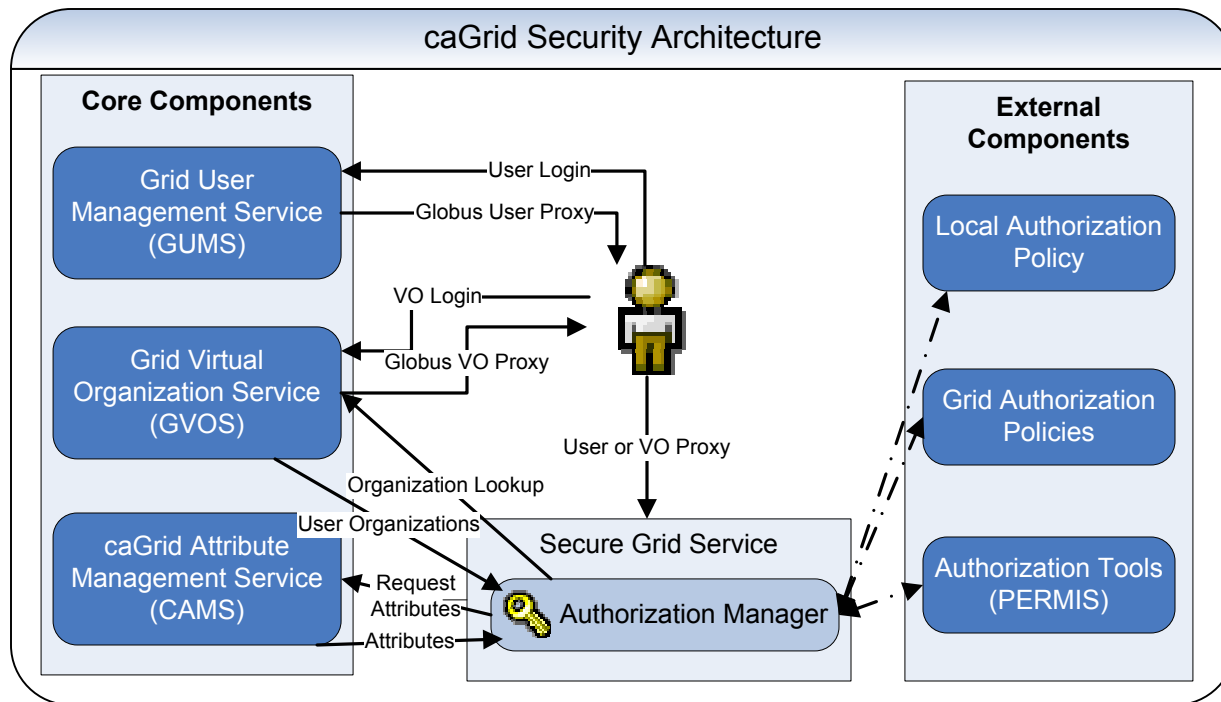 caGrid Security Architecture
Core Components
Grid User
Management Service
(GUMS)
Grid Virtual
Organization Service
(GVOS)
caGrid Attribute
Management Service
(CAMS)
User Login
Globus User Proxy
VO Login
Globus VO Proxy
User or VO Proxy
Organization Lookup
User Organizations
Request
Attributes
Attributes
Secure Grid Service
Authorization Manager
External
Components
Local Authorization
Policy
Grid Authorization
Policies
Authorization Tools
(PERMIS)